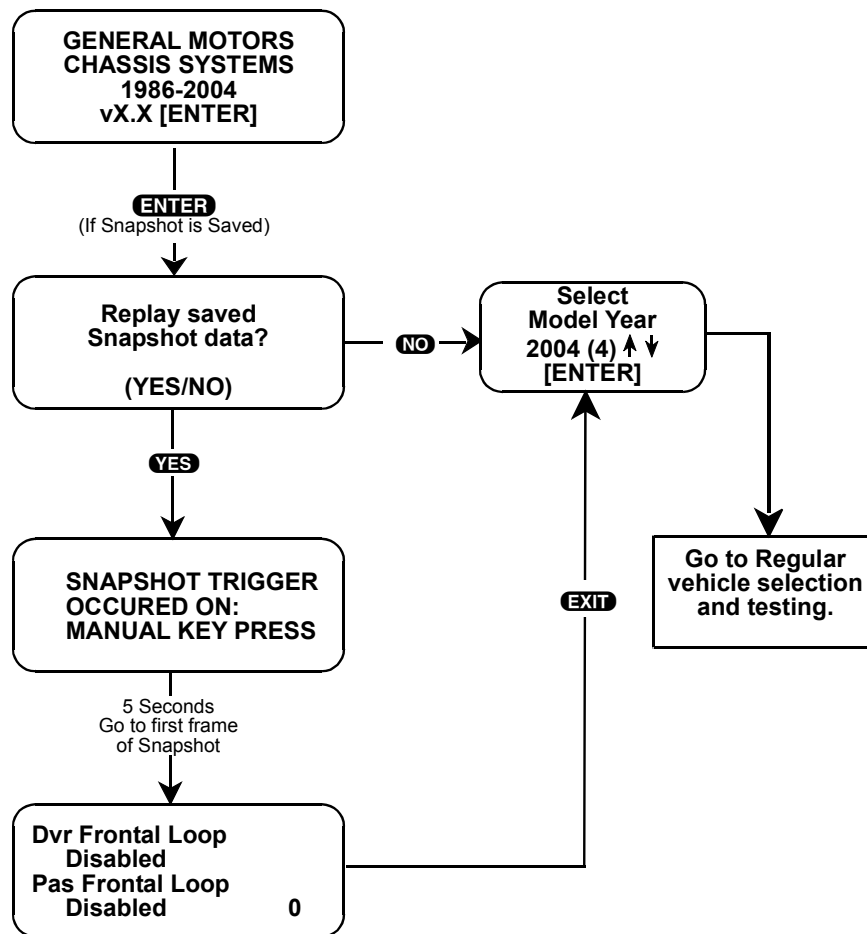 GENERAL MOTORS
CHASSIS SYSTEMS
1986-2004
vX.X [ENTER]
ENTER
(If Snapshot is Saved)
Replay saved
Snapshot data?
(YES/NO)
NO
Select
Model Year
2004 (4)
[ENTER]
YES
SNAPSHOT TRIGGER
OCCURED ON:
MANUAL KEY PRESS
Go to Regular
vehicle selection
and testing.
EXIT
5 Seconds
Go to first frame
of Snapshot
Dvr Frontal Loop
Disabled
Pas Frontal Loop
Disabled 0